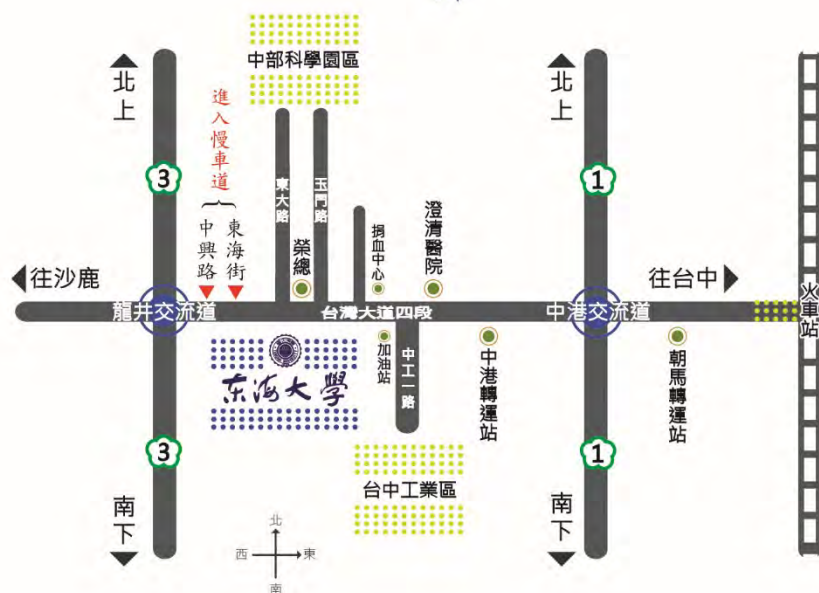 中部科學園區
北上
北上
進入慢車道
3
1
東大路
玉門路
中興路
東海街
榮總
捐血中心
澄清醫院
往沙鹿
往台中
龍井交流道
台灣大道四段
中港交流道
火車站
东海大學
加油站
中工一路
中港轉運站
朝馬轉運站
3
1
台中工業區
南下
南下
北
西
東
南